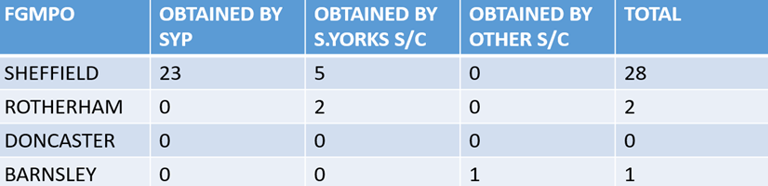 FGMPO OBTAINED BY SYP OBTAINED BY S.YORKS S/C OBTAINED BY OTHER S/C TOTAL
SHEFFIELD 23 5 0 28
ROTHERHAM 0 2 0 2
DONCASTER 0 0 0 0
BARNSLEY 0 0 1 1